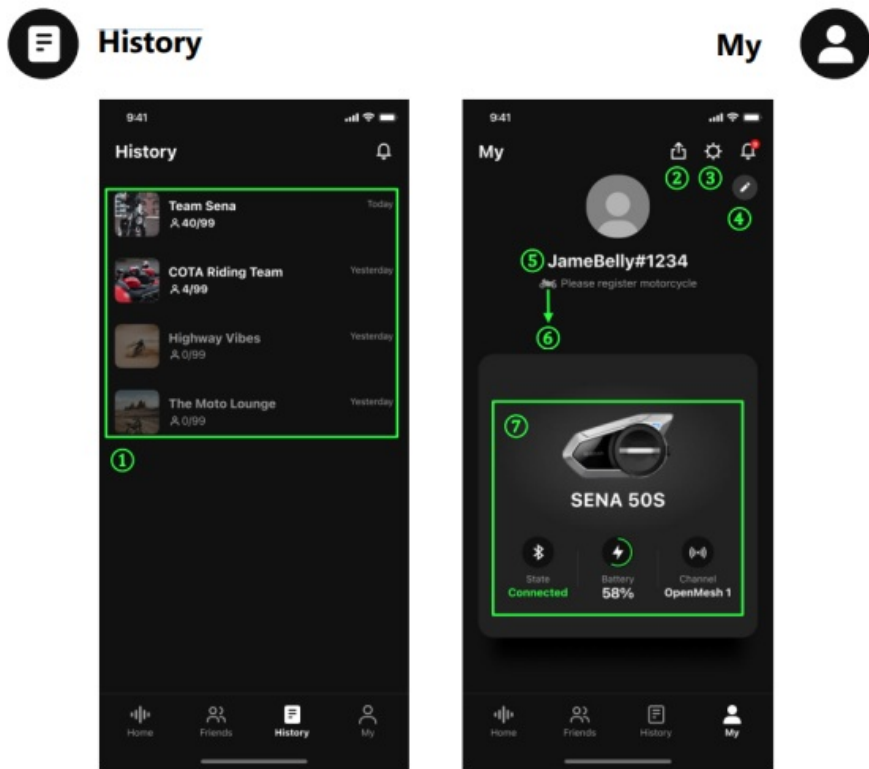 History
My
9:41
History
Team Sena
Today
40/99
COTA Riding Team
Yesterday
4/99
Highway Vibes
Yesterday
0/99
The Moto Lounge
Yesterday
0/99
①
Home
Friends
History
My
9:41
My
②
③
④
⑤ JameBelly#1234
Please register motorcycle
⑥
⑦
SENA 50S
State
Battery
Channel
Connected
58%
OpenMesh 1
Home
Friends
History
My